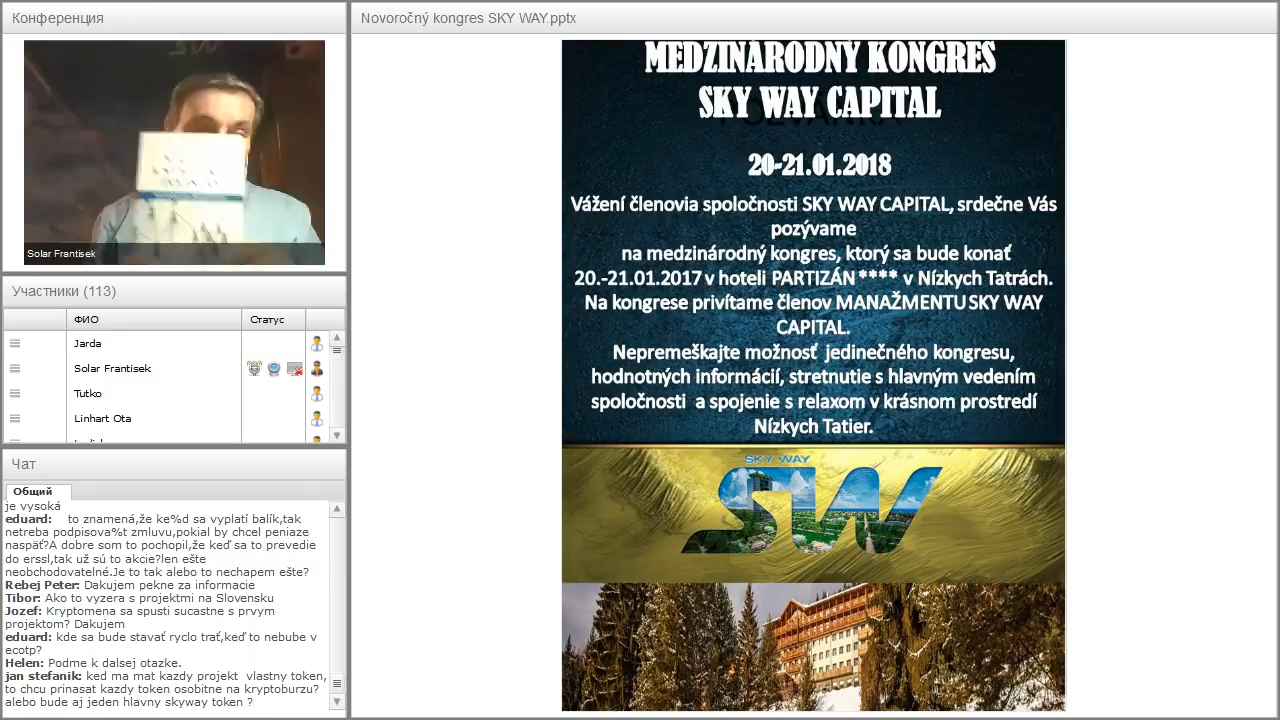 Конференция
Solar Frantisek
Участники (113)
ФИО
Статус
Jarda
Solar Frantisek
Tutko
Linhart Ota
Чат
Общий
je vysoká
eduard: to znamená,že ke%d sa vyplatí balík,tak
netreba podpisova%t zmluvu,pokial by chcel peniaze
naspäť?A dobre som to pochopil,že keď sa to prevedie
do erssl,tak už sú to akcie?len ešte
neobchodovatelné.Je to tak alebo to nechapem ešte?
Rebej Peter: Dakujem pekne za informacie
Tibor: Ako to vyzera s projektmi na Slovensku
Jozef: Kryptomena sa spusti sucastne s prvym
projektom? Dakujem
eduard: kde sa bude stavať ryclo trať,keď to nebube v
ecotp?
Helen: Podme k dalsej otazke.
jan stefanik: ked ma mat kazdy projekt vlastny token,
to chcu pripisat kazdy token osobitne na kryptoburzu?
alebo bude aj jeden hlavny skyway token ?
Novoročný kongres SKY WAY.pptx
MEDZINÁRODNÝ KONGRES
SKY WAY CAPITAL
20-21.01.2018
Vážení členovia spoločnosti SKY WAY CAPITAL, srdečne Vás
pozývame
na medzinárodný kongres, ktorý sa bude konať
20.-21.01.2017 v hoteli PARTIZÁN **** v Nízkych Tatrách.
Na kongrese privítame členov MANAŽMENTU SKY WAY
CAPITAL.
Nepremeškajte možnosť jedinečného kongresu,
hodnotných informácií, stretnutie s hlavným vedením
spoločnosti a spojenie s relaxom v krásnom prostredí
Nízkych Tatier.
SKY WAY
SW